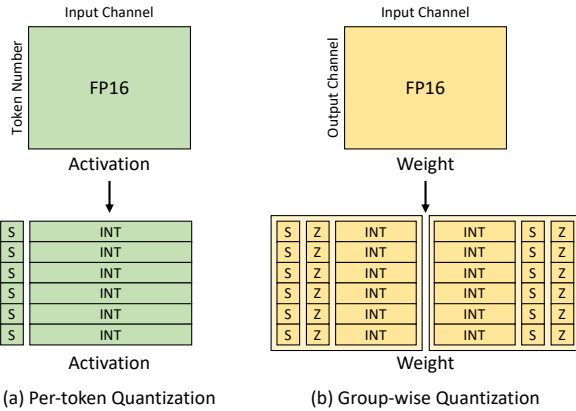 Input Channel
Token Number
FP16
Activation
S INT
S INT
S INT
S INT
S INT
S INT
Activation
(a) Per-token Quantization
Input Channel
Output Channel
FP16
Weight
S Z INT INT S Z
S Z INT INT S Z
S Z INT INT S Z
S Z INT INT S Z
S Z INT INT S Z
S Z INT INT S Z
Weight
(b) Group-wise Quantization